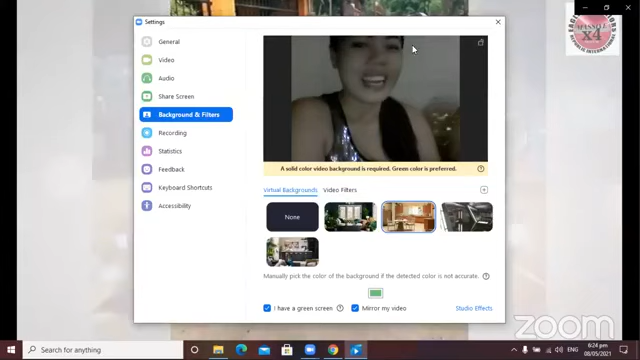 Settings
General
Video
Audio
Share Screen
Background & Filters
Recording
Statistics
Feedback
Keyboard Shortcuts
Accessibility
A solid color video background is required. Green color is preferred.
Virtual Backgrounds
Video Filters
None
Manually pick the color of the background if the detected color is not accurate.
I have a green screen
Mirror my video
Studio Effects
x4
zoom
Search for anything
ENG
6:24 pm
08/05/2021